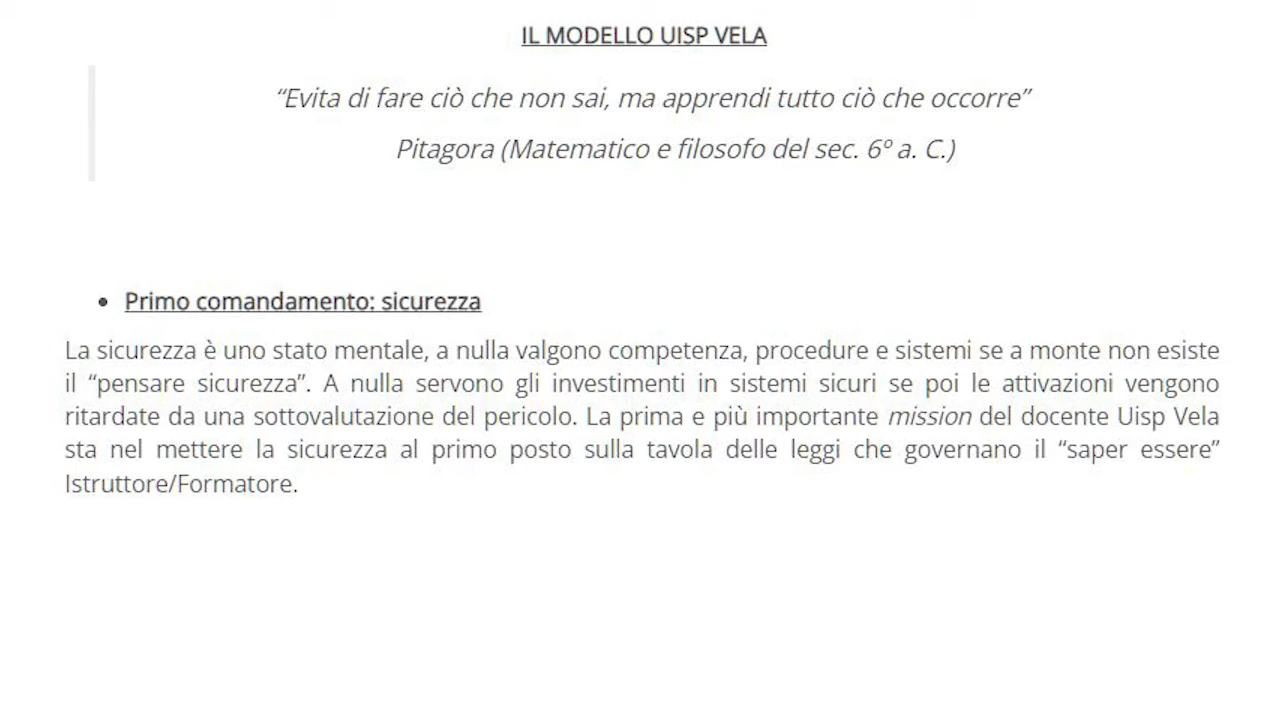 IL MODELLO UISP VELA
“Evita di fare ciò che non sai, ma apprendi tutto ciò che occorre”
Pitagora (Matematico e filosofo del sec. 6º a. C.)
• Primo comandamento: sicurezza
La sicurezza è uno stato mentale, a nulla valgono competenza, procedure e sistemi se a monte non esiste
il “pensare sicurezza”. A nulla servono gli investimenti in sistemi sicuri se poi le attivazioni vengono
ritardate da una sottovalutazione del pericolo. La prima e più importante mission del docente Uisp Vela
sta nel mettere la sicurezza al primo posto sulla tavola delle leggi che governano il “saper essere”
Istruttore/Formatore.